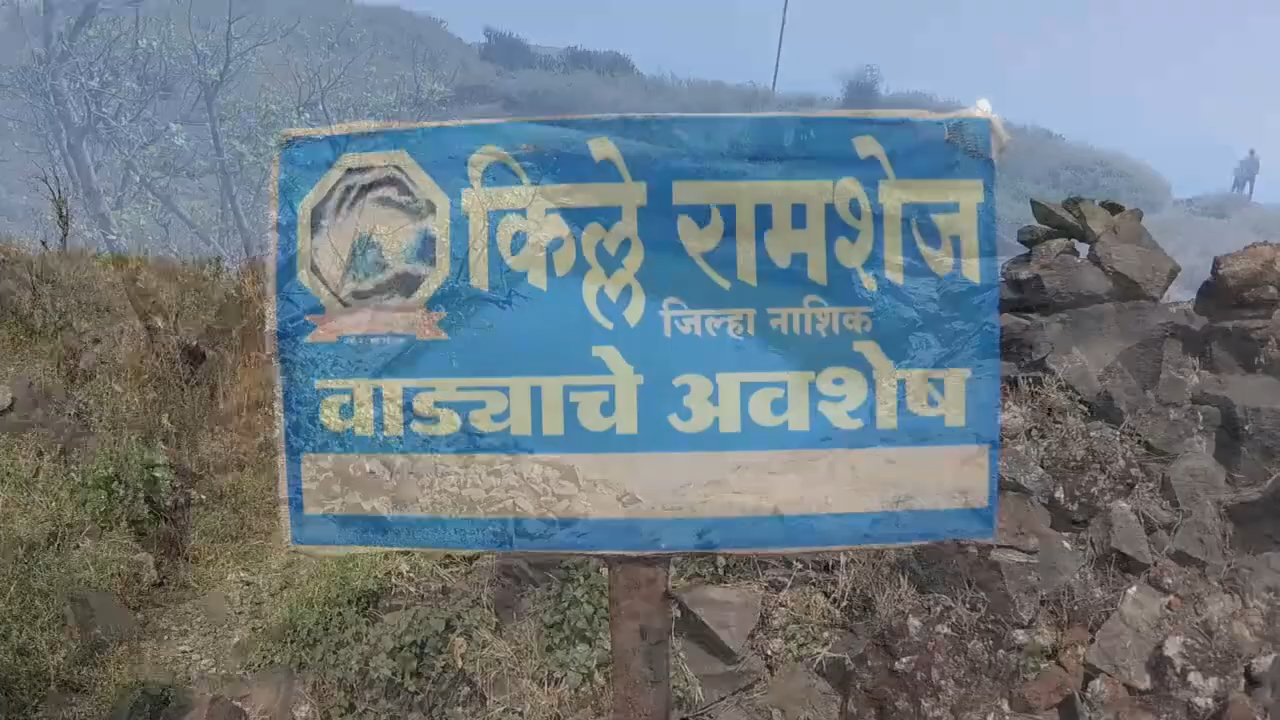 किल्ले रामशेज
जिल्हा नाशिक
वाड्याचे अवशेष